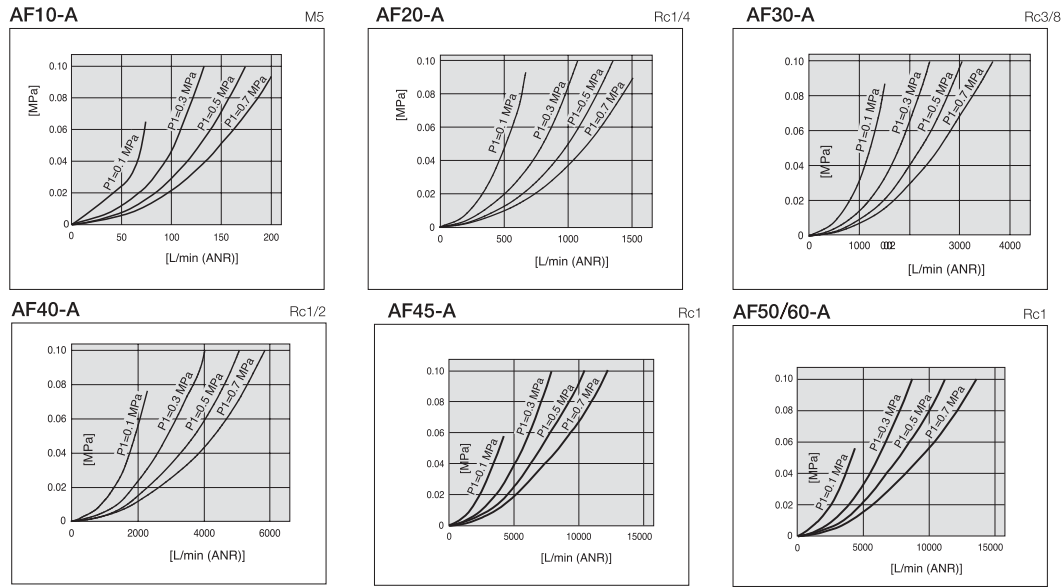 AF10-A M5
[MPa]
0.10
0.08
0.06
0.04
0.02
0
P1=0.1 MPa
P1=0.3 MPa
P1=0.5 MPa
P1=0.7 MPa
0 50 100 150 200
[L/min (ANR)]
AF20-A Rc1/4
[MPa]
0.10
0.08
0.06
0.04
0.02
0
P1=0.1 MPa
P1=0.3 MPa
P1=0.5 MPa
P1=0.7 MPa
0 500 1000 1500
[L/min (ANR)]
AF30-A Rc3/8
[MPa]
0.10
0.08
0.06
0.04
0.02
0
P1=0.1 MPa
P1=0.3 MPa
P1=0.5 MPa
P1=0.7 MPa
0 1000 3000 4000
[L/min (ANR)]
AF40-A Rc1/2
[MPa]
0.10
0.08
0.06
0.04
0.02
0
P1=0.1 MPa
P1=0.3 MPa
P1=0.5 MPa
P1=0.7 MPa
0 2000 4000 6000
[L/min (ANR)]
AF45-A Rc1
[MPa]
0.10
0.08
0.06
0.04
0.02
0
P1=0.1 MPa
P1=0.3 MPa
P1=0.5 MPa
P1=0.7 MPa
0 5000 10000 15000
[L/min (ANR)]
AF50/60-A Rc1
[MPa]
0.10
0.08
0.06
0.04
0.02
0
P1=0.1 MPa
P1=0.3 MPa
P1=0.5 MPa
P1=0.7 MPa
0 5000 10000 15000
[L/min (ANR)]